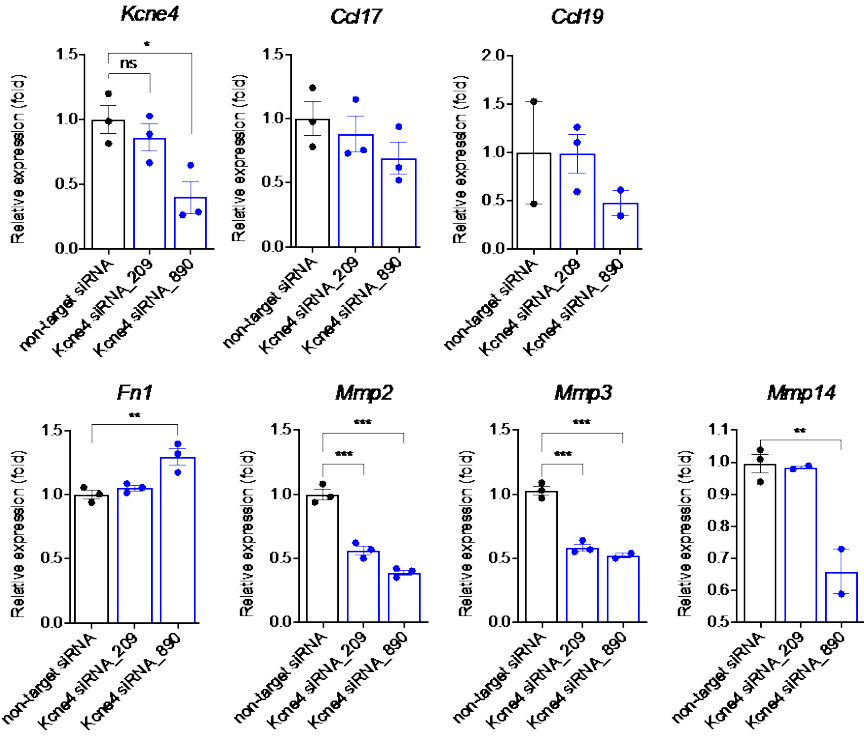 Kcne4
Relative expression (fold)
1.5
1.0
0.5
0.0
*
ns
non-target siRNA
Kcne4 siRNA_209
Kcne4 siRNA_890
Ccl17
Relative expression (fold)
1.5
1.0
0.5
0.0
non-target siRNA
Kcne4 siRNA_209
Kcne4 siRNA_890
Ccl19
Relative expression (fold)
2.0
1.5
1.0
0.5
0.0
non-target siRNA
Kcne4 siRNA_209
Kcne4 siRNA_890
Fn1
Relative expression (fold)
1.5
1.0
0.5
0.0
**
non-target siRNA
Kcne4 siRNA_209
Kcne4 siRNA_890
Mmp2
Relative expression (fold)
1.5
1.0
0.5
0.0
***
***
non-target siRNA
Kcne4 siRNA_209
Kcne4 siRNA_890
Mmp3
Relative expression (fold)
1.5
1.0
0.5
0.0
***
***
non-target siRNA
Kcne4 siRNA_209
Kcne4 siRNA_890
Mmp14
Relative expression (fold)
1.1
1.0
0.9
0.8
0.7
0.6
0.5
**
non-target siRNA
Kcne4 siRNA_209
Kcne4 siRNA_890